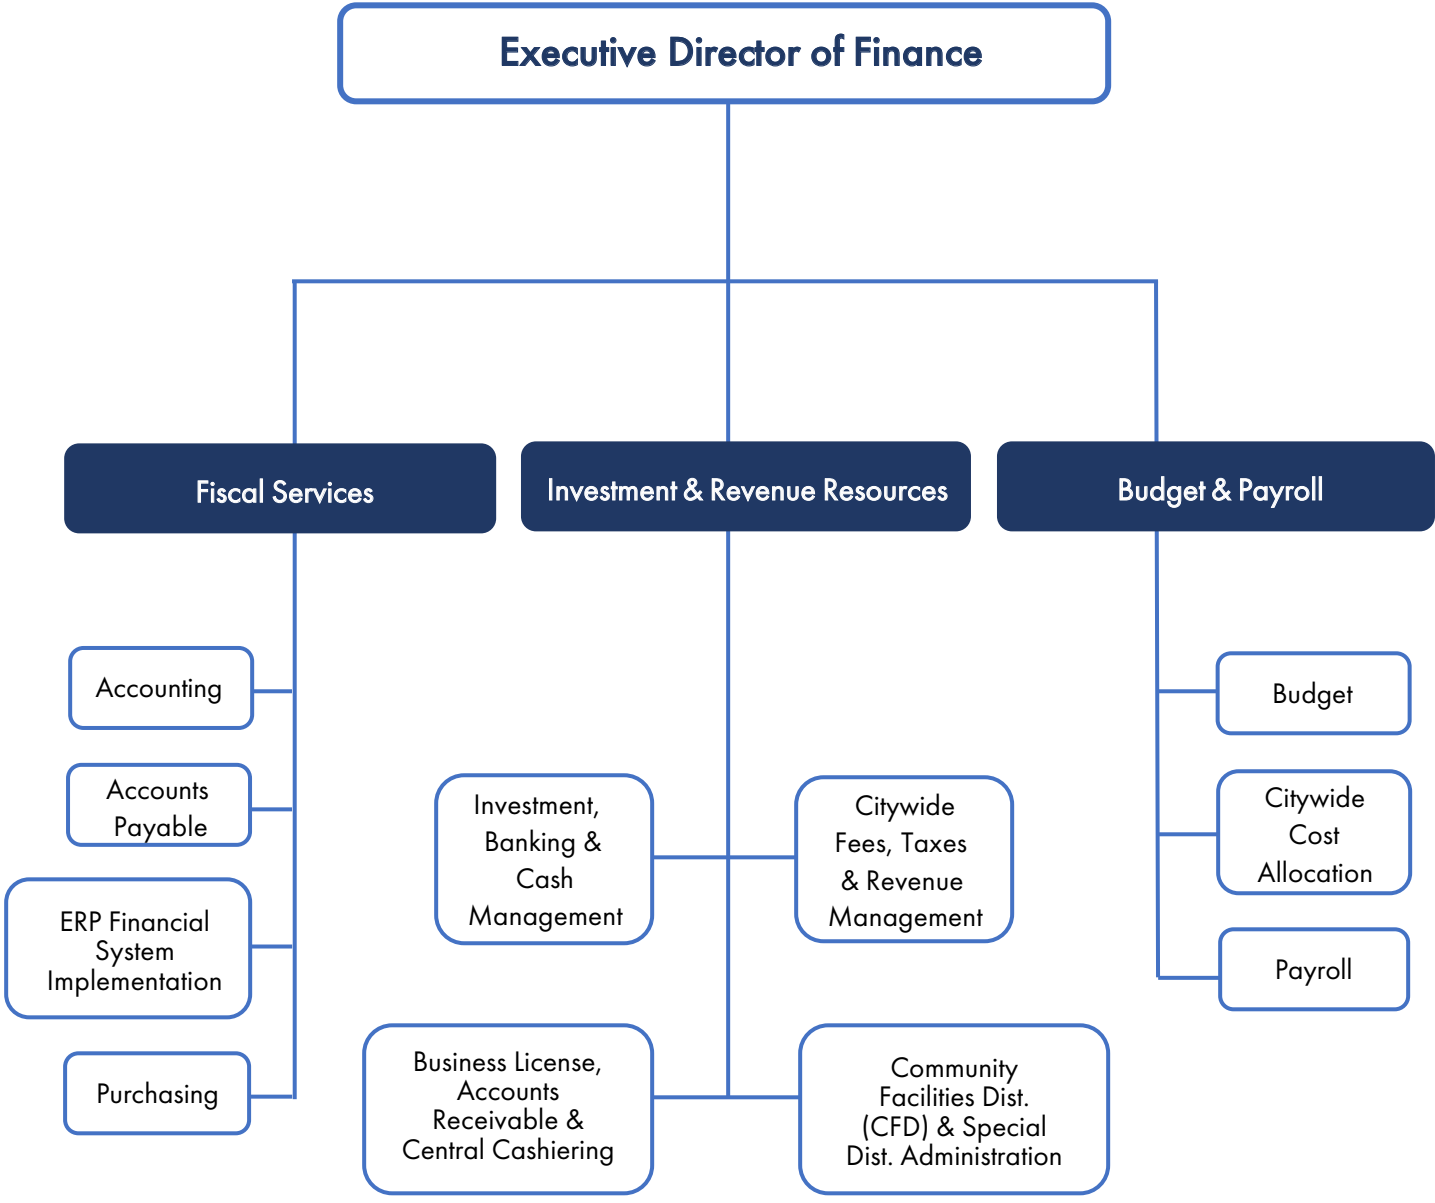 Executive Director of Finance
Fiscal Services
Investment & Revenue Resources
Budget & Payroll
Accounting
Accounts
Payable
ERP Financial
System
Implementation
Purchasing
Investment,
Banking &
Cash
Management
Citywide
Fees, Taxes
& Revenue
Management
Business License,
Accounts
Receivable &
Central Cashiering
Community
Facilities Dist.
(CFD) & Special
Dist. Administration
Budget
Citywide
Cost
Allocation
Payroll